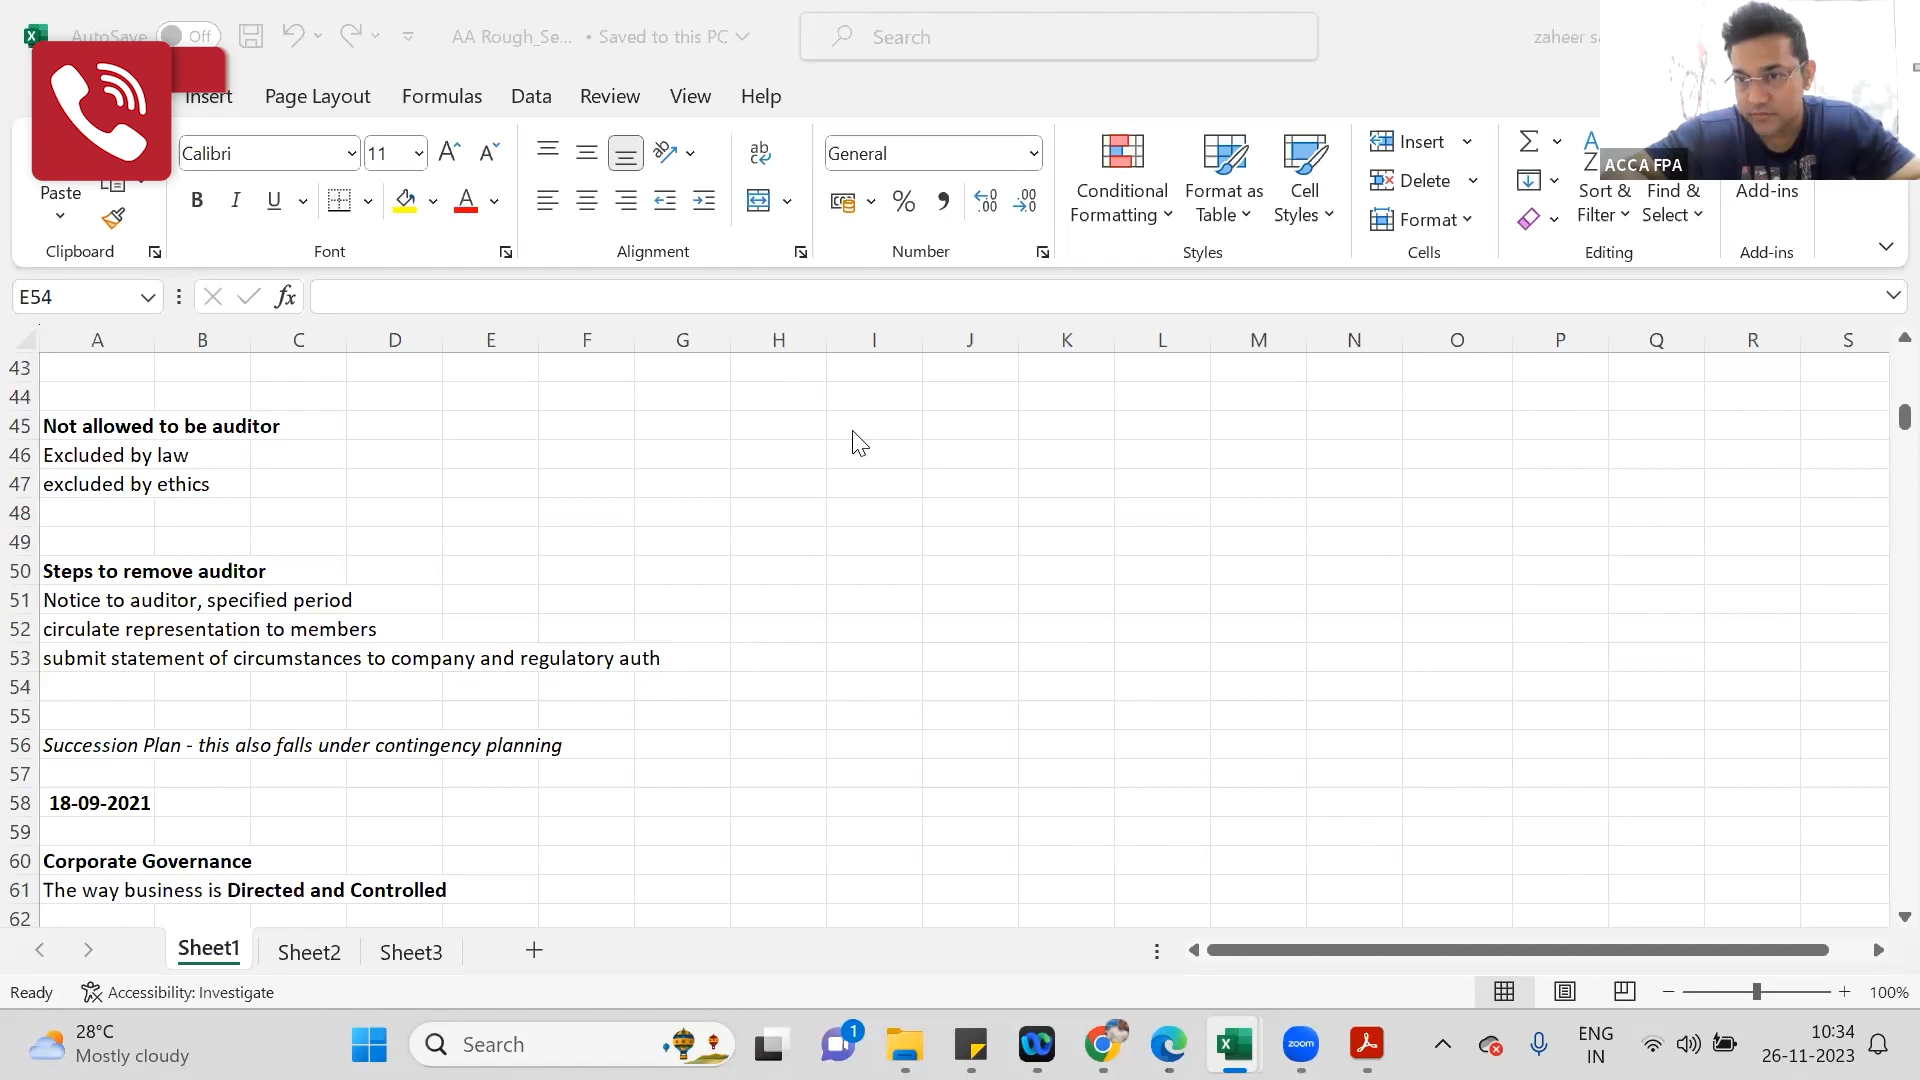 AutoSave Off AA Rough_Se... • Saved to this PC Search zaheer sa
Insert Page Layout Formulas Data Review View Help
Paste
Clipboard
Calibri 11
B I U
Font
ab
Alignment
General
Number
Conditional Formatting
Format as Table
Cell Styles
Styles
Insert
Delete
Format
Cells
Sort & Filter
Find & Select
Editing
Add-ins
Add-ins
ACCA FPA
E54 fx
A B C D E F G H I J K L M N O P Q R S
43
44
45 Not allowed to be auditor
46 Excluded by law
47 excluded by ethics
48
49
50 Steps to remove auditor
51 Notice to auditor, specified period
52 circulate representation to members
53 submit statement of circumstances to company and regulatory auth
54
55
56 Succession Plan - this also falls under contingency planning
57
58 18-09-2021
59
60 Corporate Governance
61 The way business is Directed and Controlled
62
Sheet1 Sheet2 Sheet3
Ready Accessibility: Investigate 100%
28°C
Mostly cloudy
Search
1
zoom
ENG
IN
10:34
26-11-2023